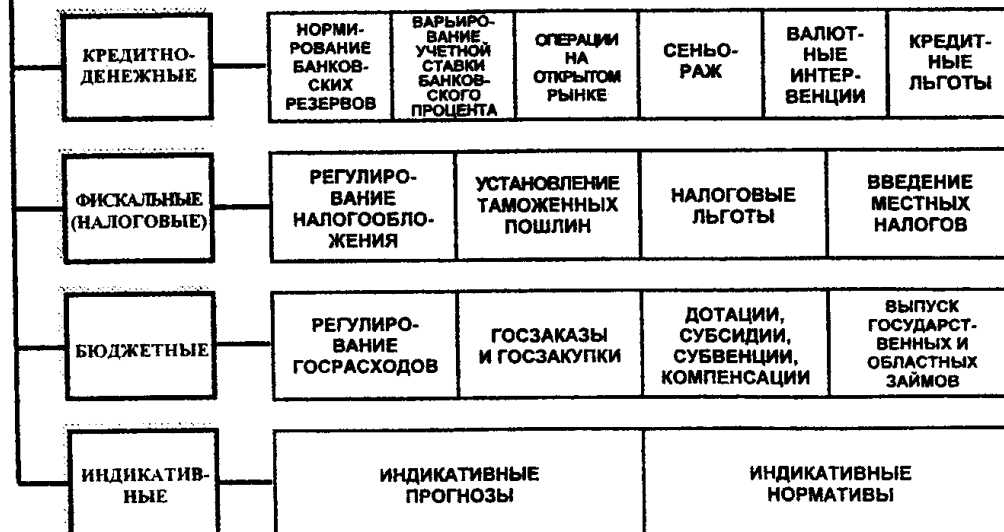 КРЕДИТНО-
ДЕНЕЖНЫЕ
НОРМИ-
РОВАНИЕ
БАНКОВ-
СКИХ
РЕЗЕРВОВ
ВАРЬИРО-
ВАНИЕ
УЧЕТНОЙ
СТАВКИ
БАНКОВ-
СКОГО
ПРОЦЕНТА
ОПЕРАЦИИ
НА
ОТКРЫТОМ
РЫНКЕ
СЕНЬО-
РАЖ
ВАЛЮТ-
НЫЕ
ИНТЕР-
ВЕНЦИИ
КРЕДИТ-
НЫЕ
ЛЬГОТЫ
ФИСКАЛЬНЫЕ
(НАЛОГОВЫЕ)
РЕГУЛИРО-
ВАНИЕ
НАЛОГООБЛО-
ЖЕНИЯ
УСТАНОВЛЕНИЕ
ТАМОЖЕННЫХ
ПОШЛИН
НАЛОГОВЫЕ
ЛЬГОТЫ
ВВЕДЕНИЕ
МЕСТНЫХ
НАЛОГОВ
БЮДЖЕТНЫЕ
РЕГУЛИРО-
ВАНИЕ
ГОСРАСХОДОВ
ГОСЗАКАЗЫ
И ГОСЗАКУПКИ
ДОТАЦИИ,
СУБСИДИИ,
СУБВЕНЦИИ,
КОМПЕНСАЦИИ
ВЫПУСК
ГОСУДАРСТ-
ВЕННЫХ И
ОБЛАСТНЫХ
ЗАЙМОВ
ИНДИКАТИВ-
НЫЕ
ИНДИКАТИВНЫЕ
ПРОГНОЗЫ
ИНДИКАТИВНЫЕ
НОРМАТИВЫ